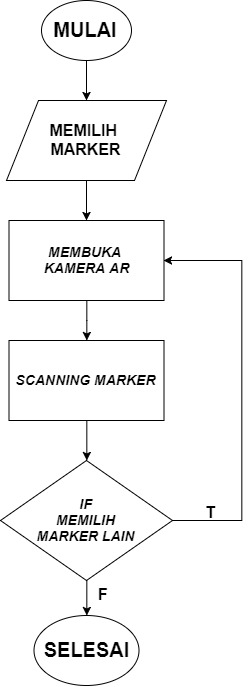 MULAI
MEMILIH
MARKER
MEMBUKA
KAMERA AR
SCANNING MARKER
IF
MEMILIH
MARKER LAIN
T
F
SELESAI